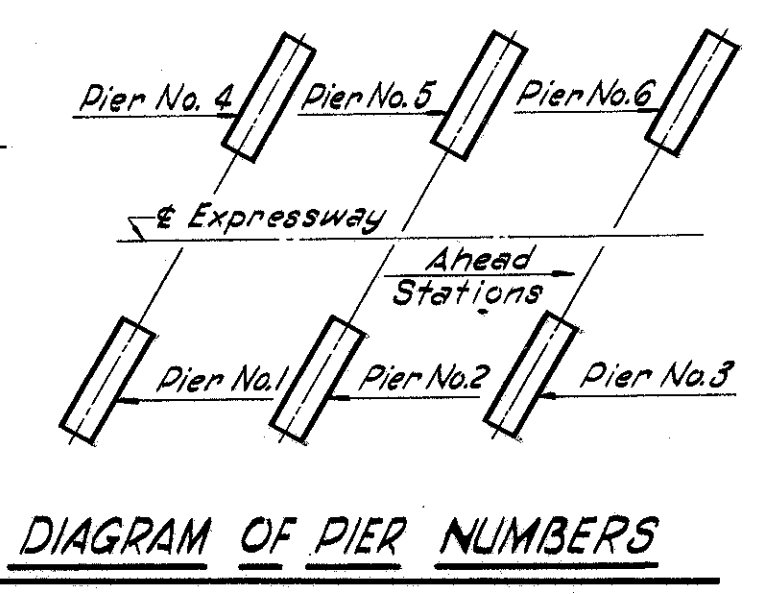 Pier No. 4
Pier No. 5
Pier No. 6
℄ Expressway
Ahead
Stations
Pier No. 1
Pier No. 2
Pier No. 3
DIAGRAM OF PIER NUMBERS